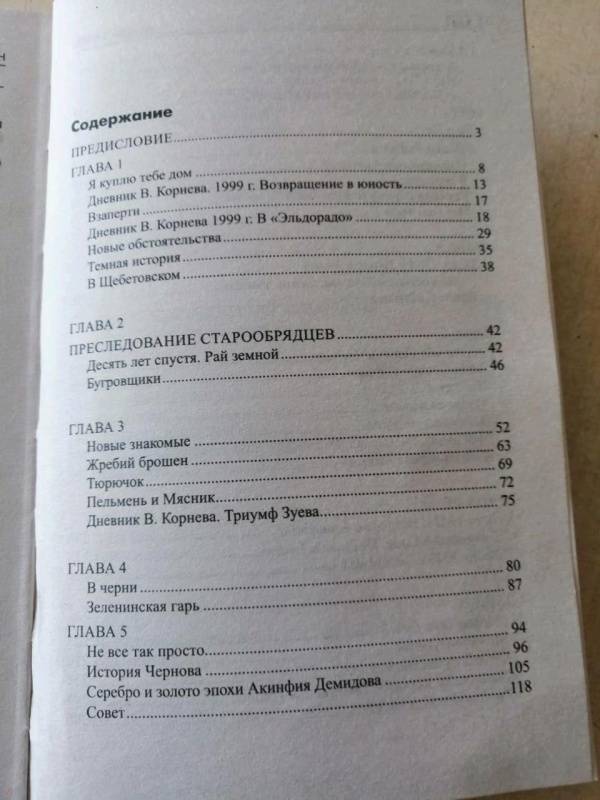 Содержание
ПРЕДИСЛОВИЕ 3
ГЛАВА 1
Я куплю тебе дом 8
Дневник В. Корнева. 1999 г. Возвращение в юность 13
Взаперти 17
Дневник В. Корнева 1999 г. В «Эльдорадо» 18
Новые обстоятельства 29
Темная история 35
В Щебетовском 38
ГЛАВА 2
ПРЕСЛЕДОВАНИЕ СТАРООБРЯДЦЕВ 42
Десять лет спустя. Рай земной 42
Бугровщики 46
ГЛАВА 3
Новые знакомые 52
Жребий брошен 63
Тюрючок 69
Пельмень и Мясник 72
Дневник В. Корнева. Триумф Зуева 75
ГЛАВА 4
В черни 80
Зеленинская гарь 87
ГЛАВА 5
Не все так просто 94
История Чернова 96
Серебро и золото эпохи Акинфия Демидова 105
Совет 118